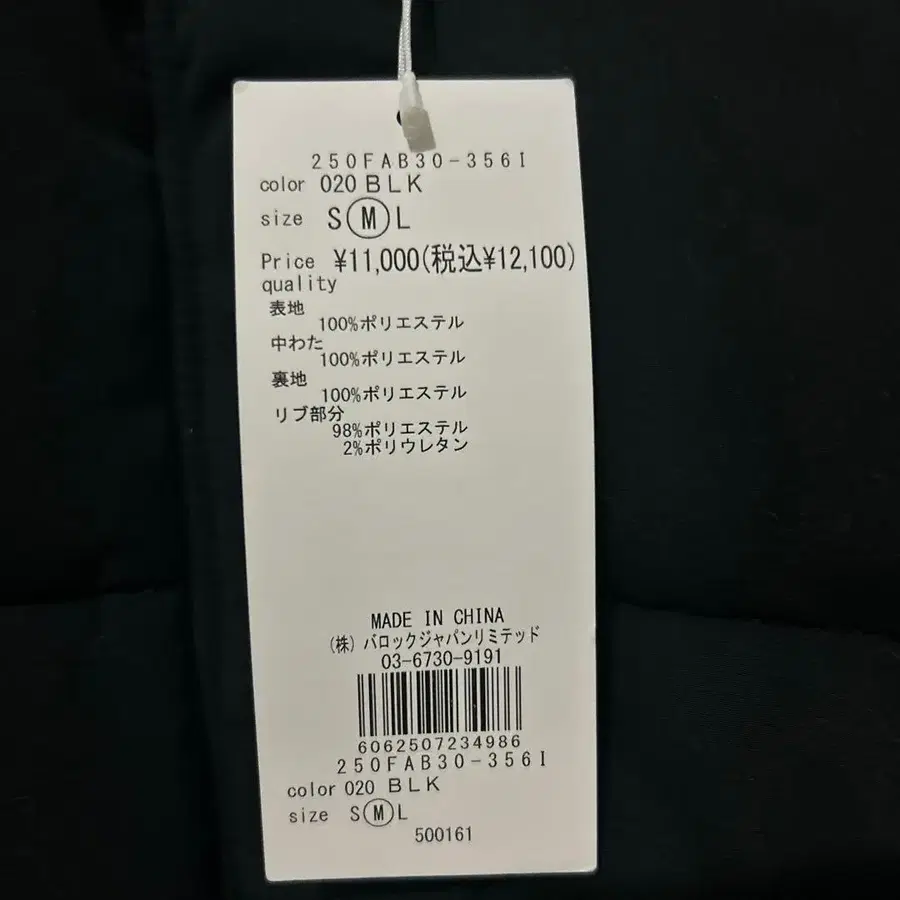 250FAB30-356I
color 020 BLK
size S M L
Price ¥11,000(税込¥12,100)
quality
表地
100%ポリエステル
中わた
100%ポリエステル
裏地
100%ポリエステル
リブ部分
98%ポリエステル
2%ポリウレタン
MADE IN CHINA
(株) バロックジャパンリミテッド
03-6730-9191
6062507234986
250FAB30-356I
color 020 BLK
size S M L
500161